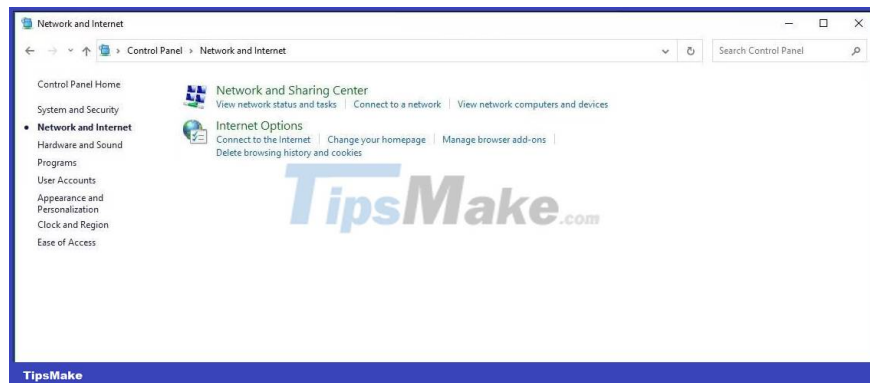 Network and Internet
Control Panel > Network and Internet
Search Control Panel
Control Panel Home
System and Security
Network and Internet
Hardware and Sound
Programs
User Accounts
Appearance and
Personalization
Clock and Region
Ease of Access
Network and Sharing Center
View network status and tasks | Connect to a network | View network computers and devices
Internet Options
Connect to the Internet | Change your homepage | Manage browser add-ons |
Delete browsing history and cookies
TipsMake.com
TipsMake